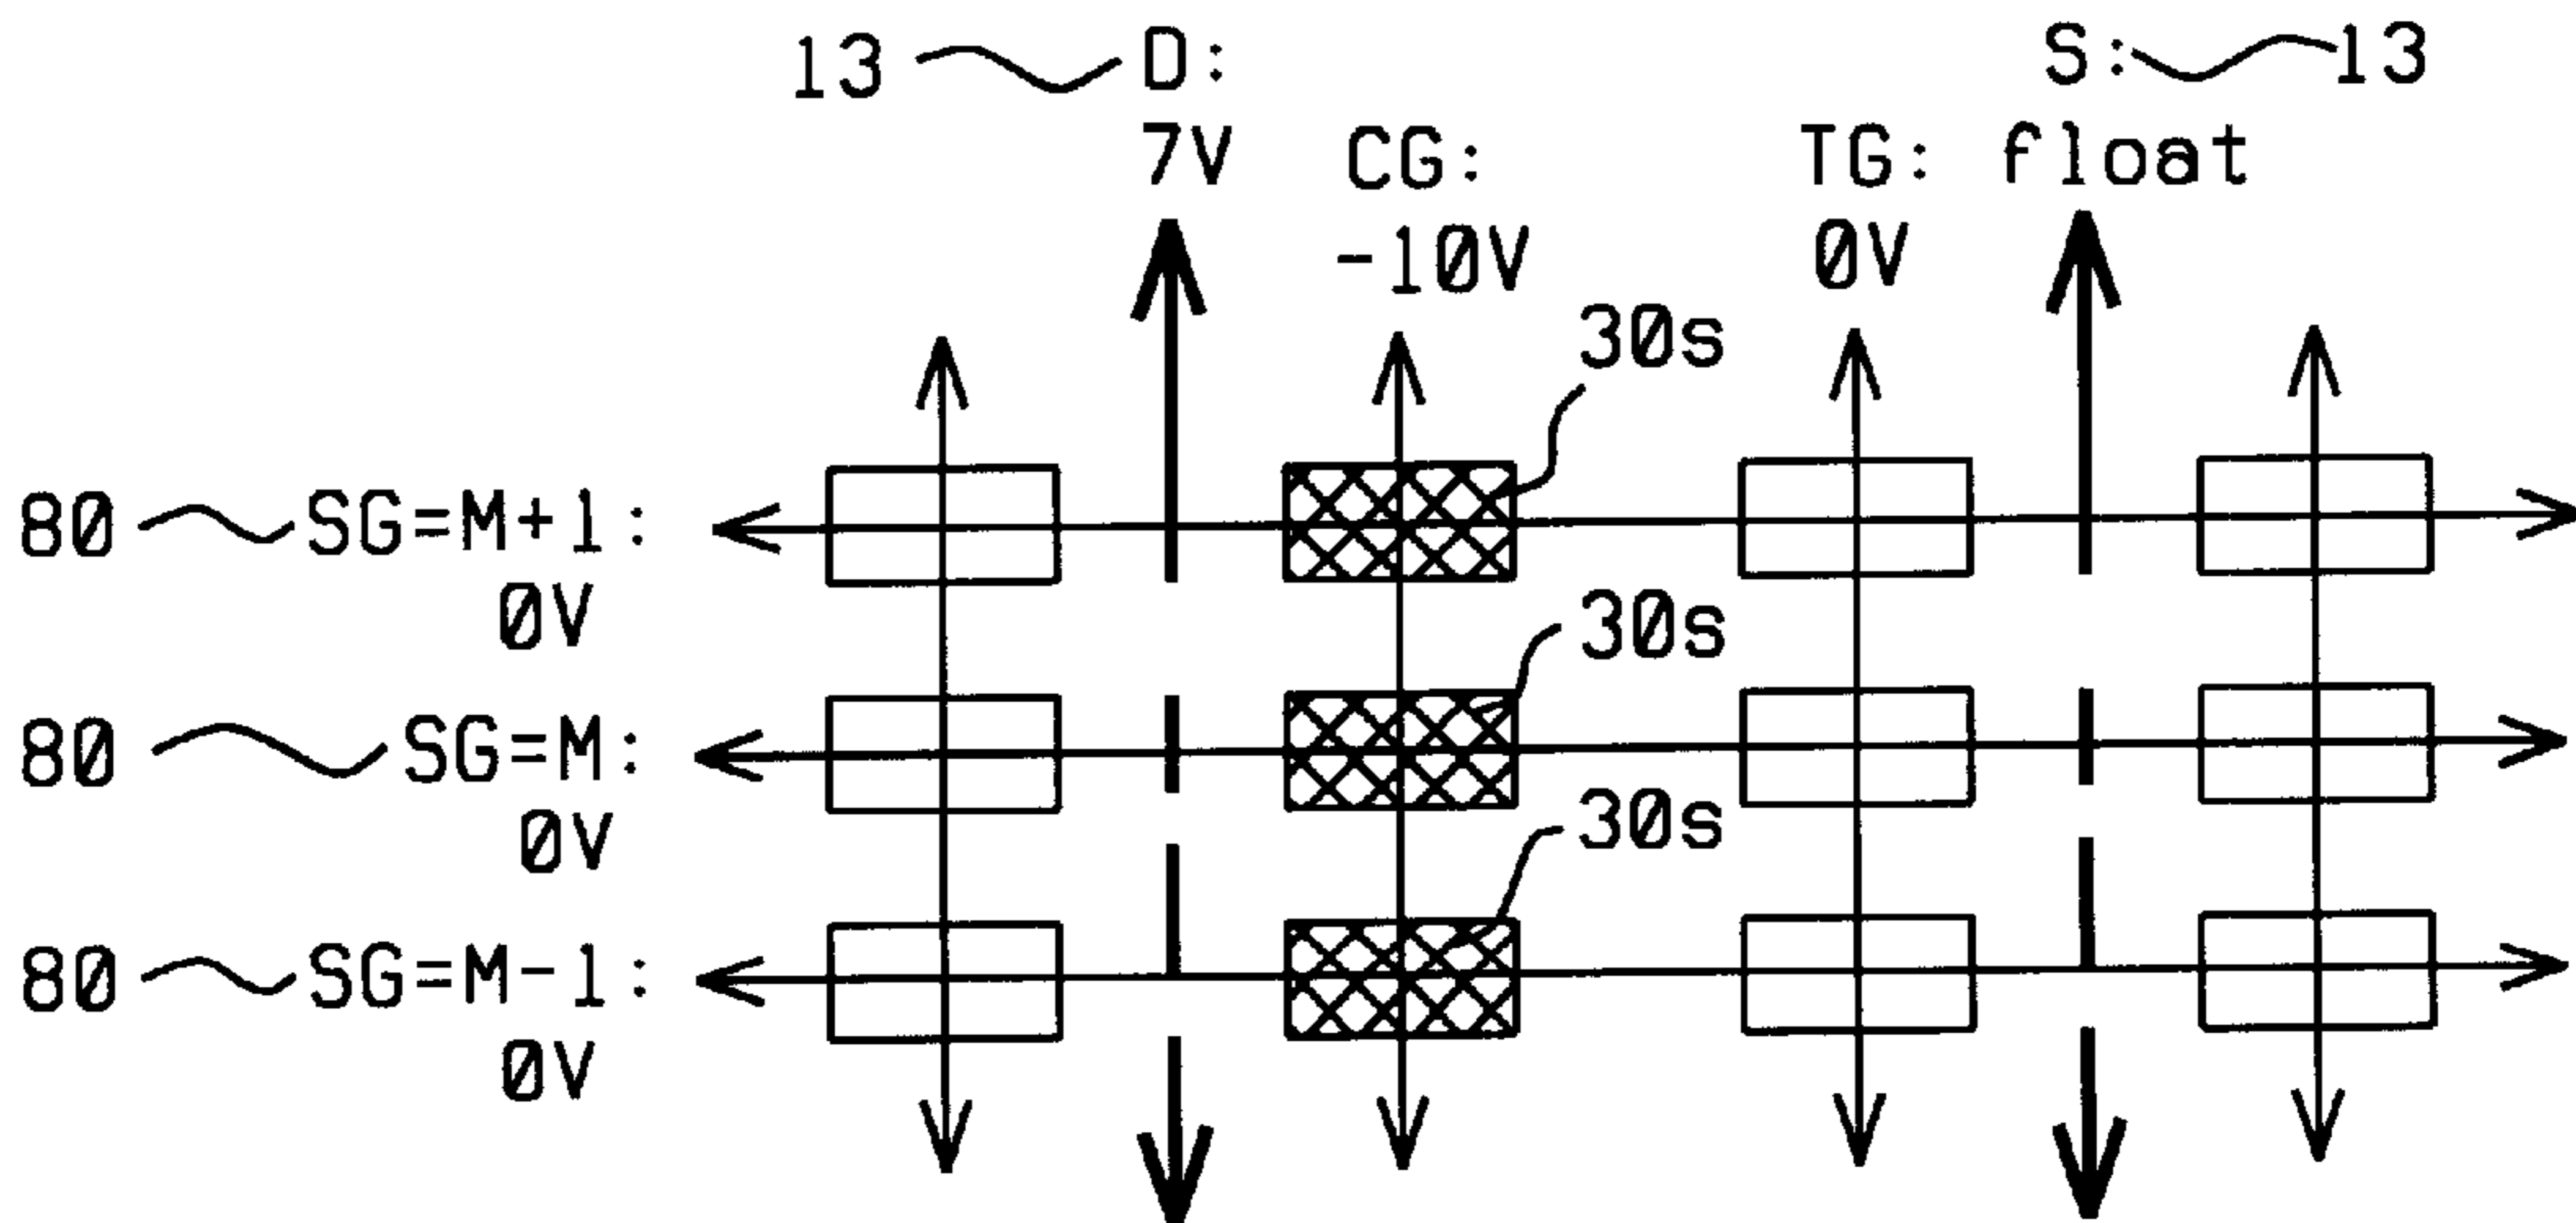 13 D: S: 13
7V CG: TG: float
-10V 0V
30s
80 SG=M+1:
0V
30s
80 SG=M:
0V
30s
80 SG=M-1:
0V